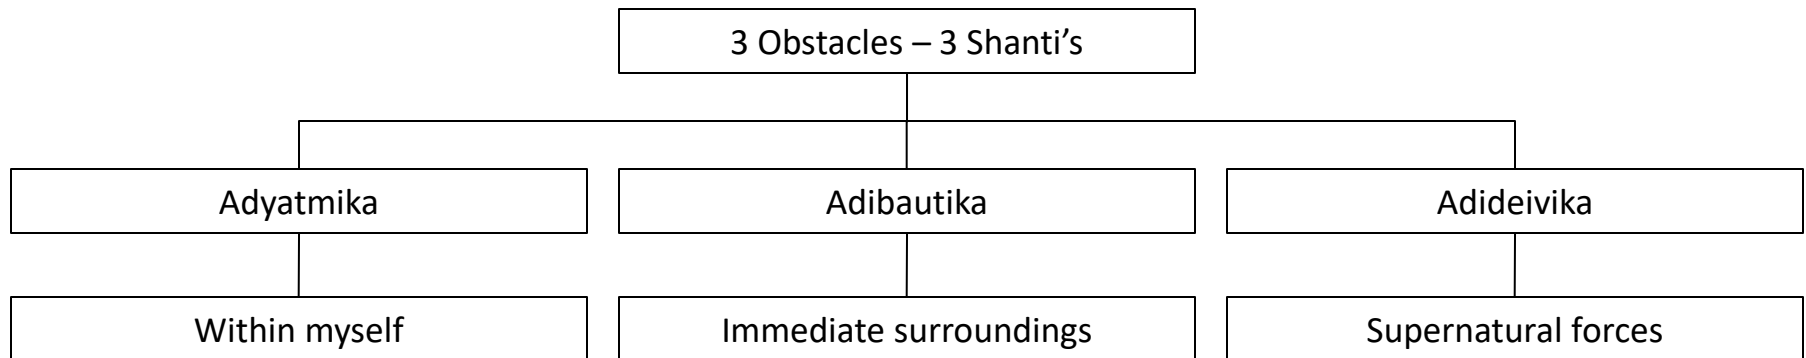 3 Obstacles – 3 Shanti’s
Adyatmika
Adibautika
Adideivika
Within myself
Immediate surroundings
Supernatural forces